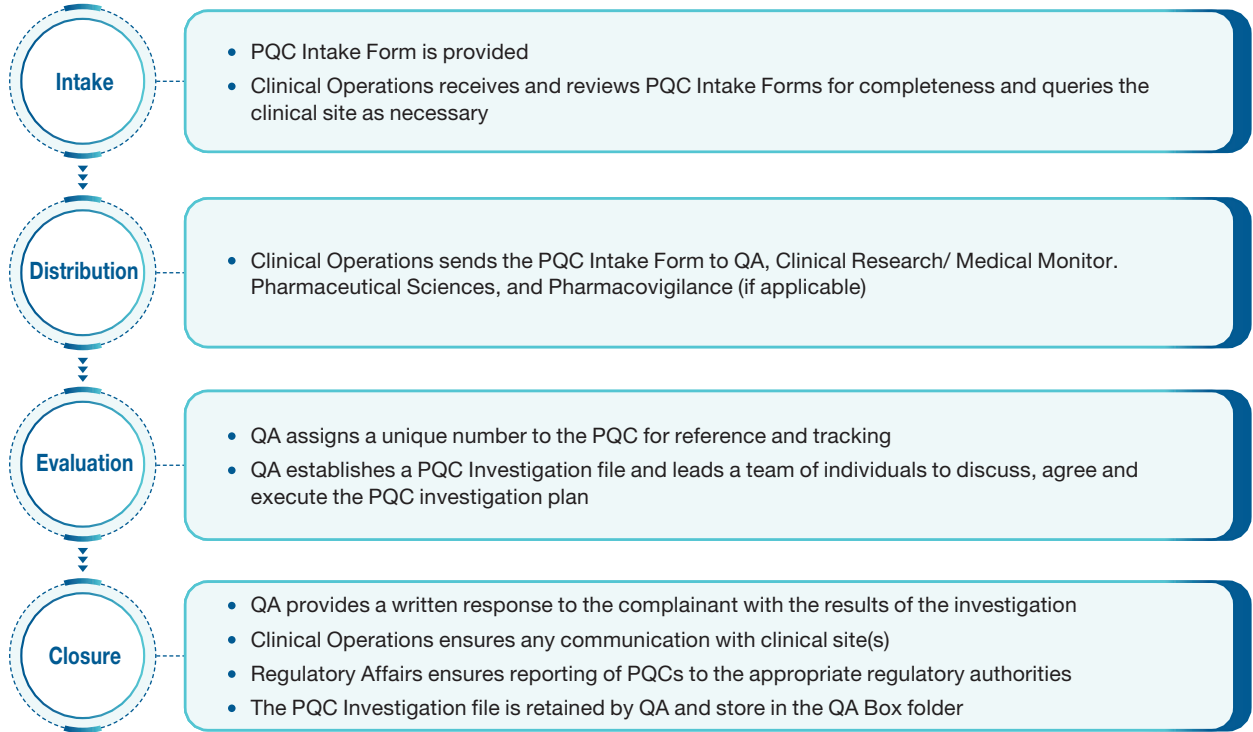 Intake
• PQC Intake Form is provided
• Clinical Operations receives and reviews PQC Intake Forms for completeness and queries the
clinical site as necessary
Distribution
• Clinical Operations sends the PQC Intake Form to QA, Clinical Research/ Medical Monitor.
Pharmaceutical Sciences, and Pharmacovigilance (if applicable)
Evaluation
• QA assigns a unique number to the PQC for reference and tracking
• QA establishes a PQC Investigation file and leads a team of individuals to discuss, agree and
execute the PQC investigation plan
Closure
• QA provides a written response to the complainant with the results of the investigation
• Clinical Operations ensures any communication with clinical site(s)
• Regulatory Affairs ensures reporting of PQCs to the appropriate regulatory authorities
• The PQC Investigation file is retained by QA and store in the QA Box folder